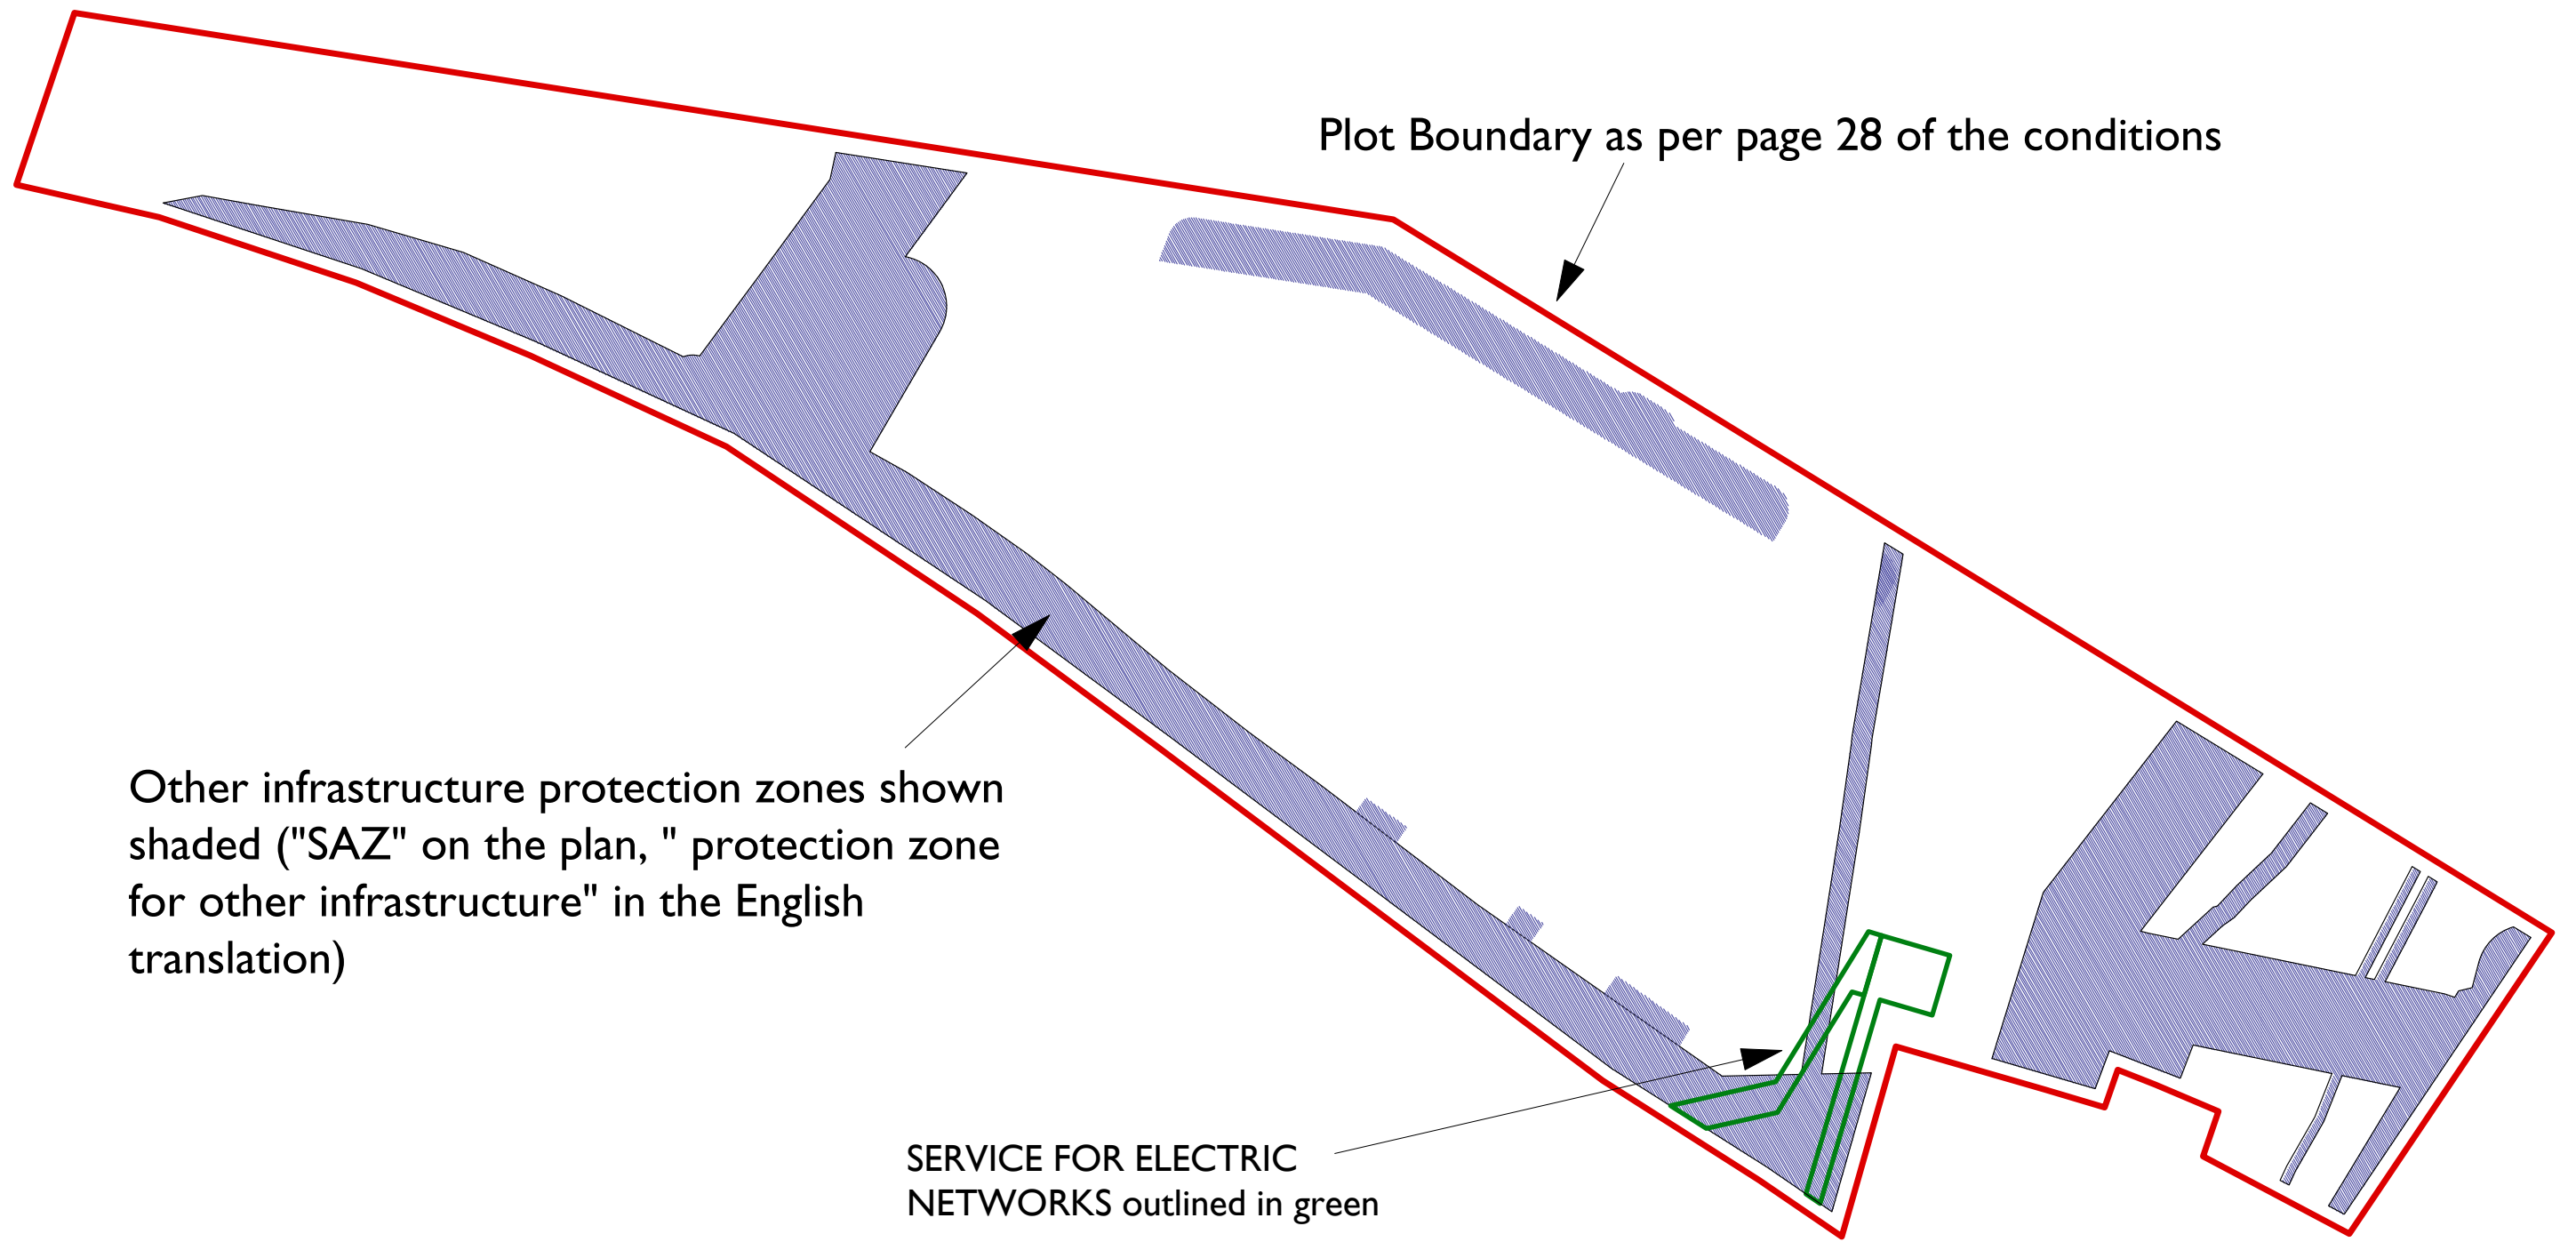 Plot Boundary as per page 28 of the conditions
Other infrastructure protection zones shown
shaded ("SAZ" on the plan, " protection zone
for other infrastructure" in the English
translation)
SERVICE FOR ELECTRIC
NETWORKS outlined in green